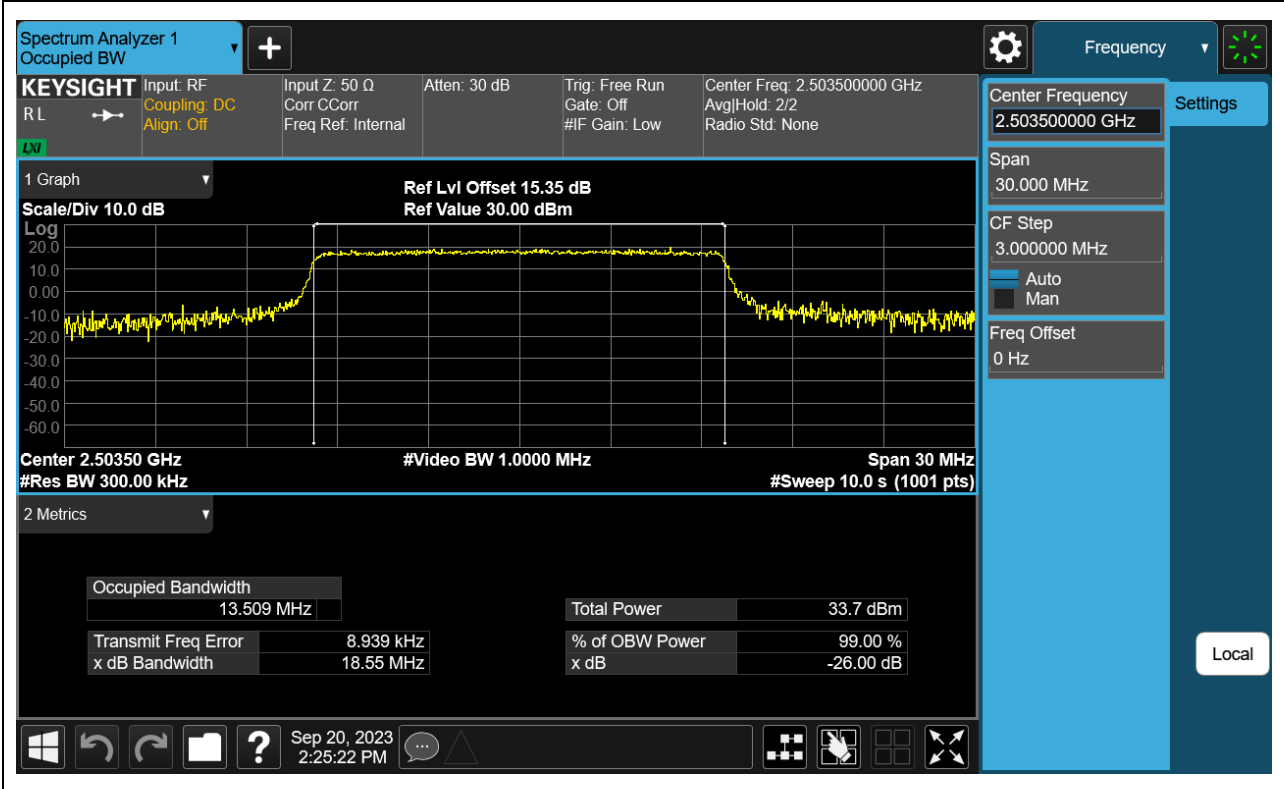 Spectrum Analyzer 1
Occupied BW
+
Frequency
KEYSIGHT
R L
LXI
Input: RF
Coupling: DC
Align: Off
Input Z: 50 Ω
Corr CCorr
Freq Ref: Internal
Atten: 30 dB
Trig: Free Run
Gate: Off
#IF Gain: Low
Center Freq: 2.503500000 GHz
Avg|Hold: 2/2
Radio Std: None
Center Frequency
2.503500000 GHz
Settings
Span
30.000 MHz
CF Step
3.000000 MHz
Auto
Man
Freq Offset
0 Hz
1 Graph
Scale/Div 10.0 dB
Ref Lvl Offset 15.35 dB
Ref Value 30.00 dBm
Log
20.0
10.0
0.00
-10.0
-20.0
-30.0
-40.0
-50.0
-60.0
Center 2.50350 GHz
#Video BW 1.0000 MHz
Span 30 MHz
#Res BW 300.00 kHz
#Sweep 10.0 s (1001 pts)
2 Metrics
Occupied Bandwidth
13.509 MHz
Total Power 33.7 dBm
Transmit Freq Error 8.939 kHz
% of OBW Power 99.00 %
x dB Bandwidth 18.55 MHz
x dB -26.00 dB
Local
?
Sep 20, 2023
2:25:22 PM